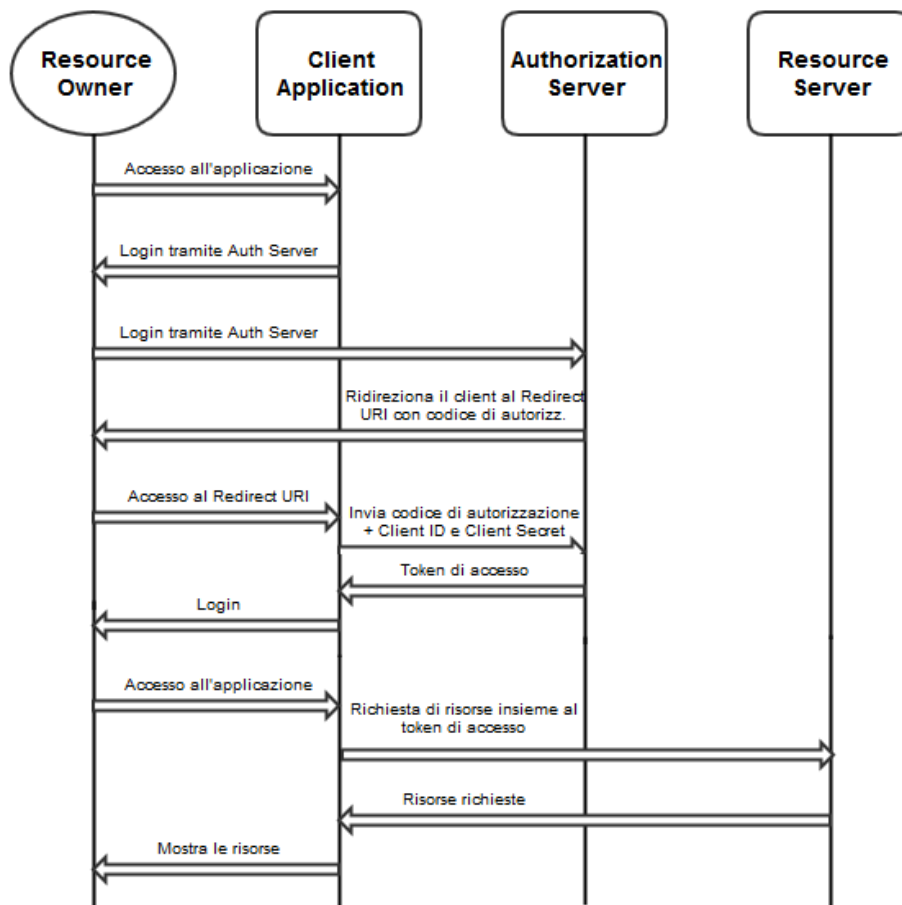 Resource
Owner
Client
Application
Authorization
Server
Resource
Server
Accesso all'applicazione
Login tramite Auth Server
Login tramite Auth Server
Ridireziona il client al Redirect
URI con codice di autorizz.
Accesso al Redirect URI
Invia codice di autorizzazione
+ Client ID e Client Secret
Token di accesso
Login
Accesso all'applicazione
Richiesta di risorse insieme al
token di accesso
Risorse richieste
Mostra le risorse